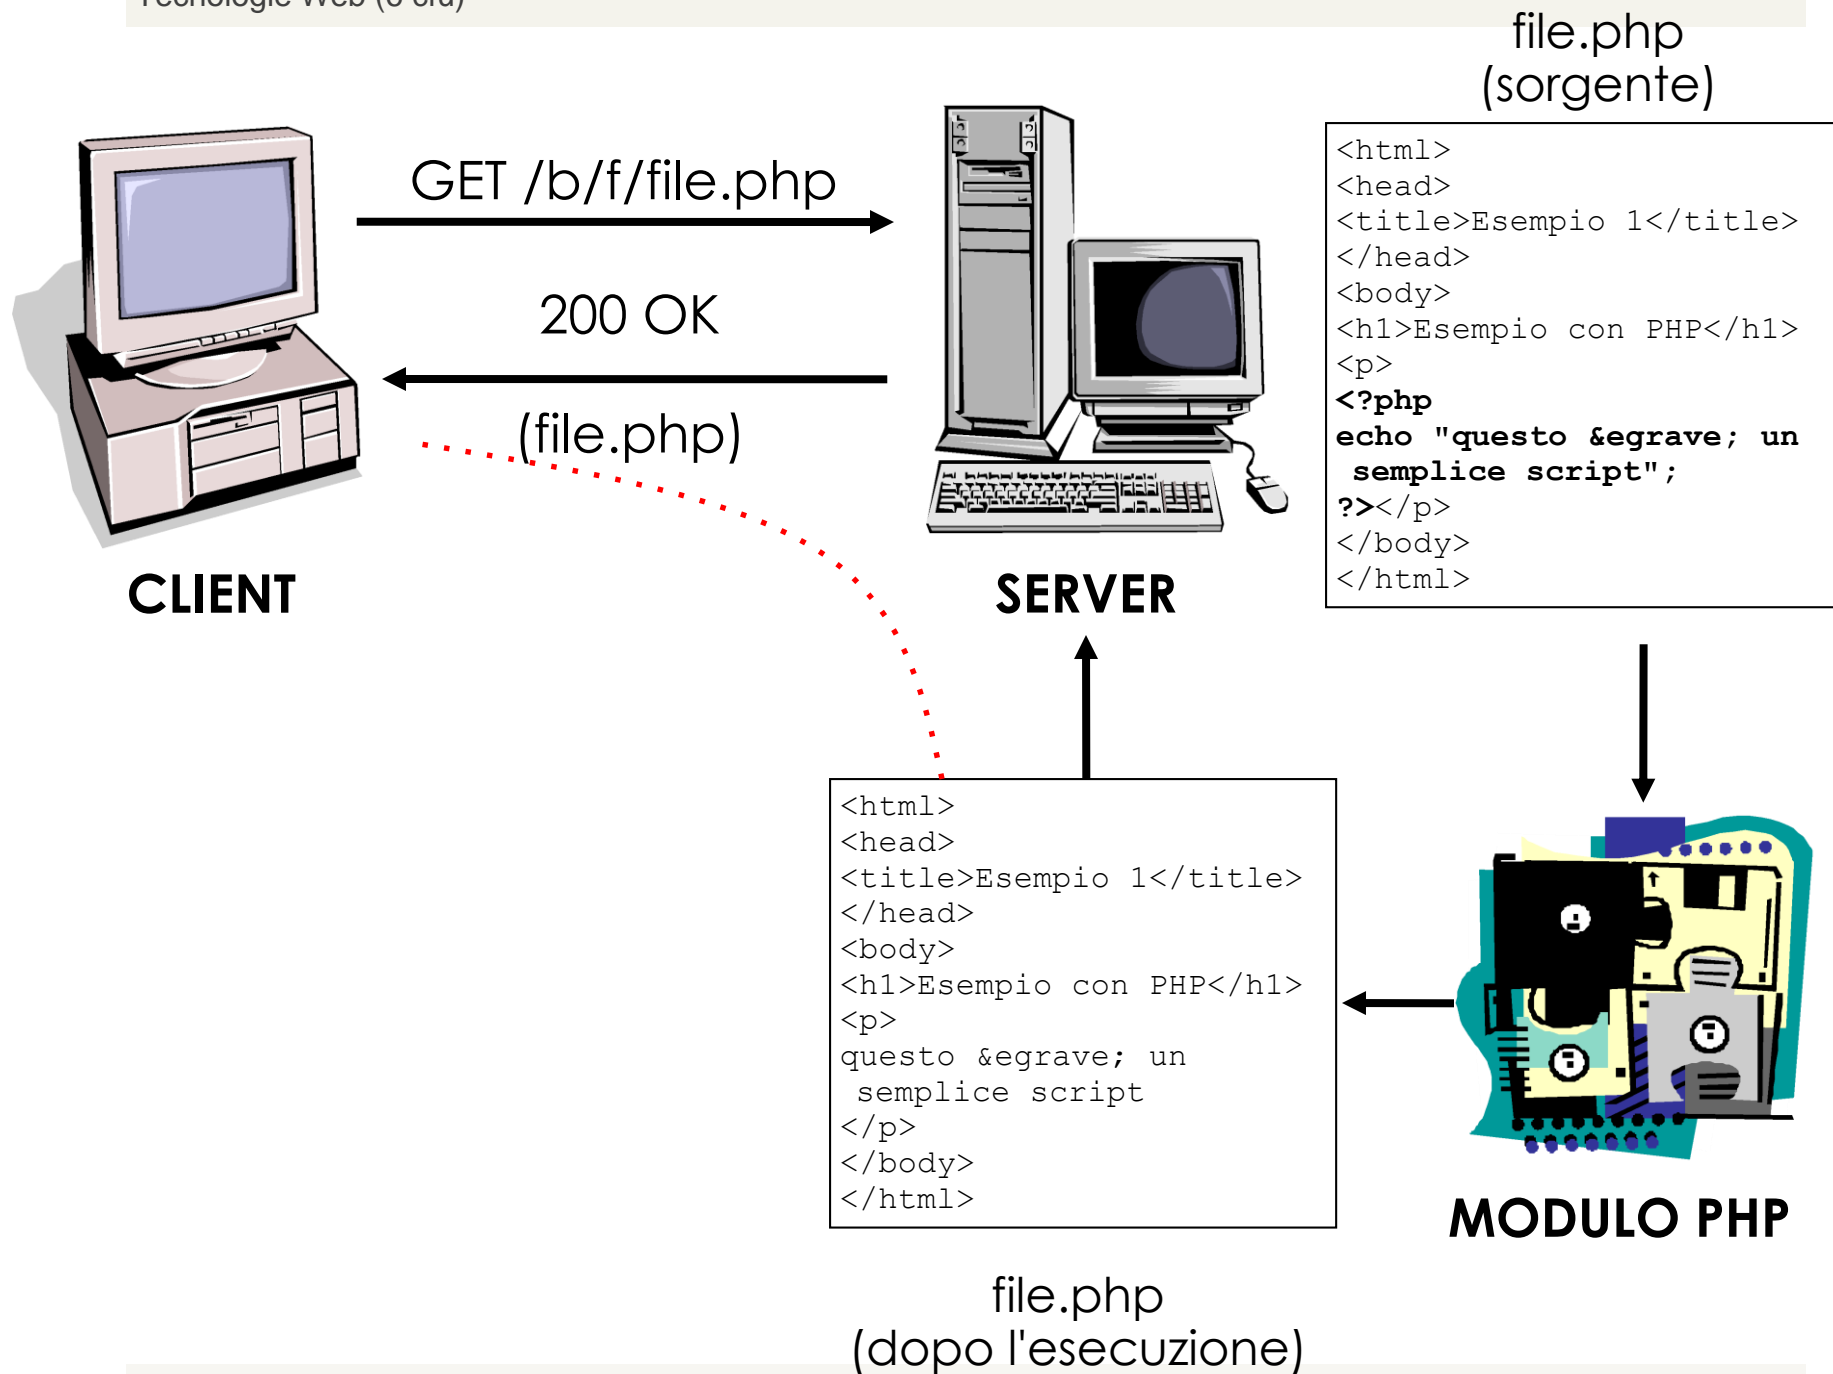 Tecnologie Web
file.php
(sorgente)
GET /b/f/file.php
200 OK
(file.php)
CLIENT
SERVER
<html>
<head>
<title>Esempio 1</title>
</head>
<body>
<h1>Esempio con PHP</h1>
<p>
<?php
echo "questo &egrave; un
semplice script";
?></p>
</body>
</html>
<html>
<head>
<title>Esempio 1</title>
</head>
<body>
<h1>Esempio con PHP</h1>
<p>
questo &egrave; un
semplice script
</p>
</body>
</html>
MODULO PHP
file.php
(dopo l'esecuzione)